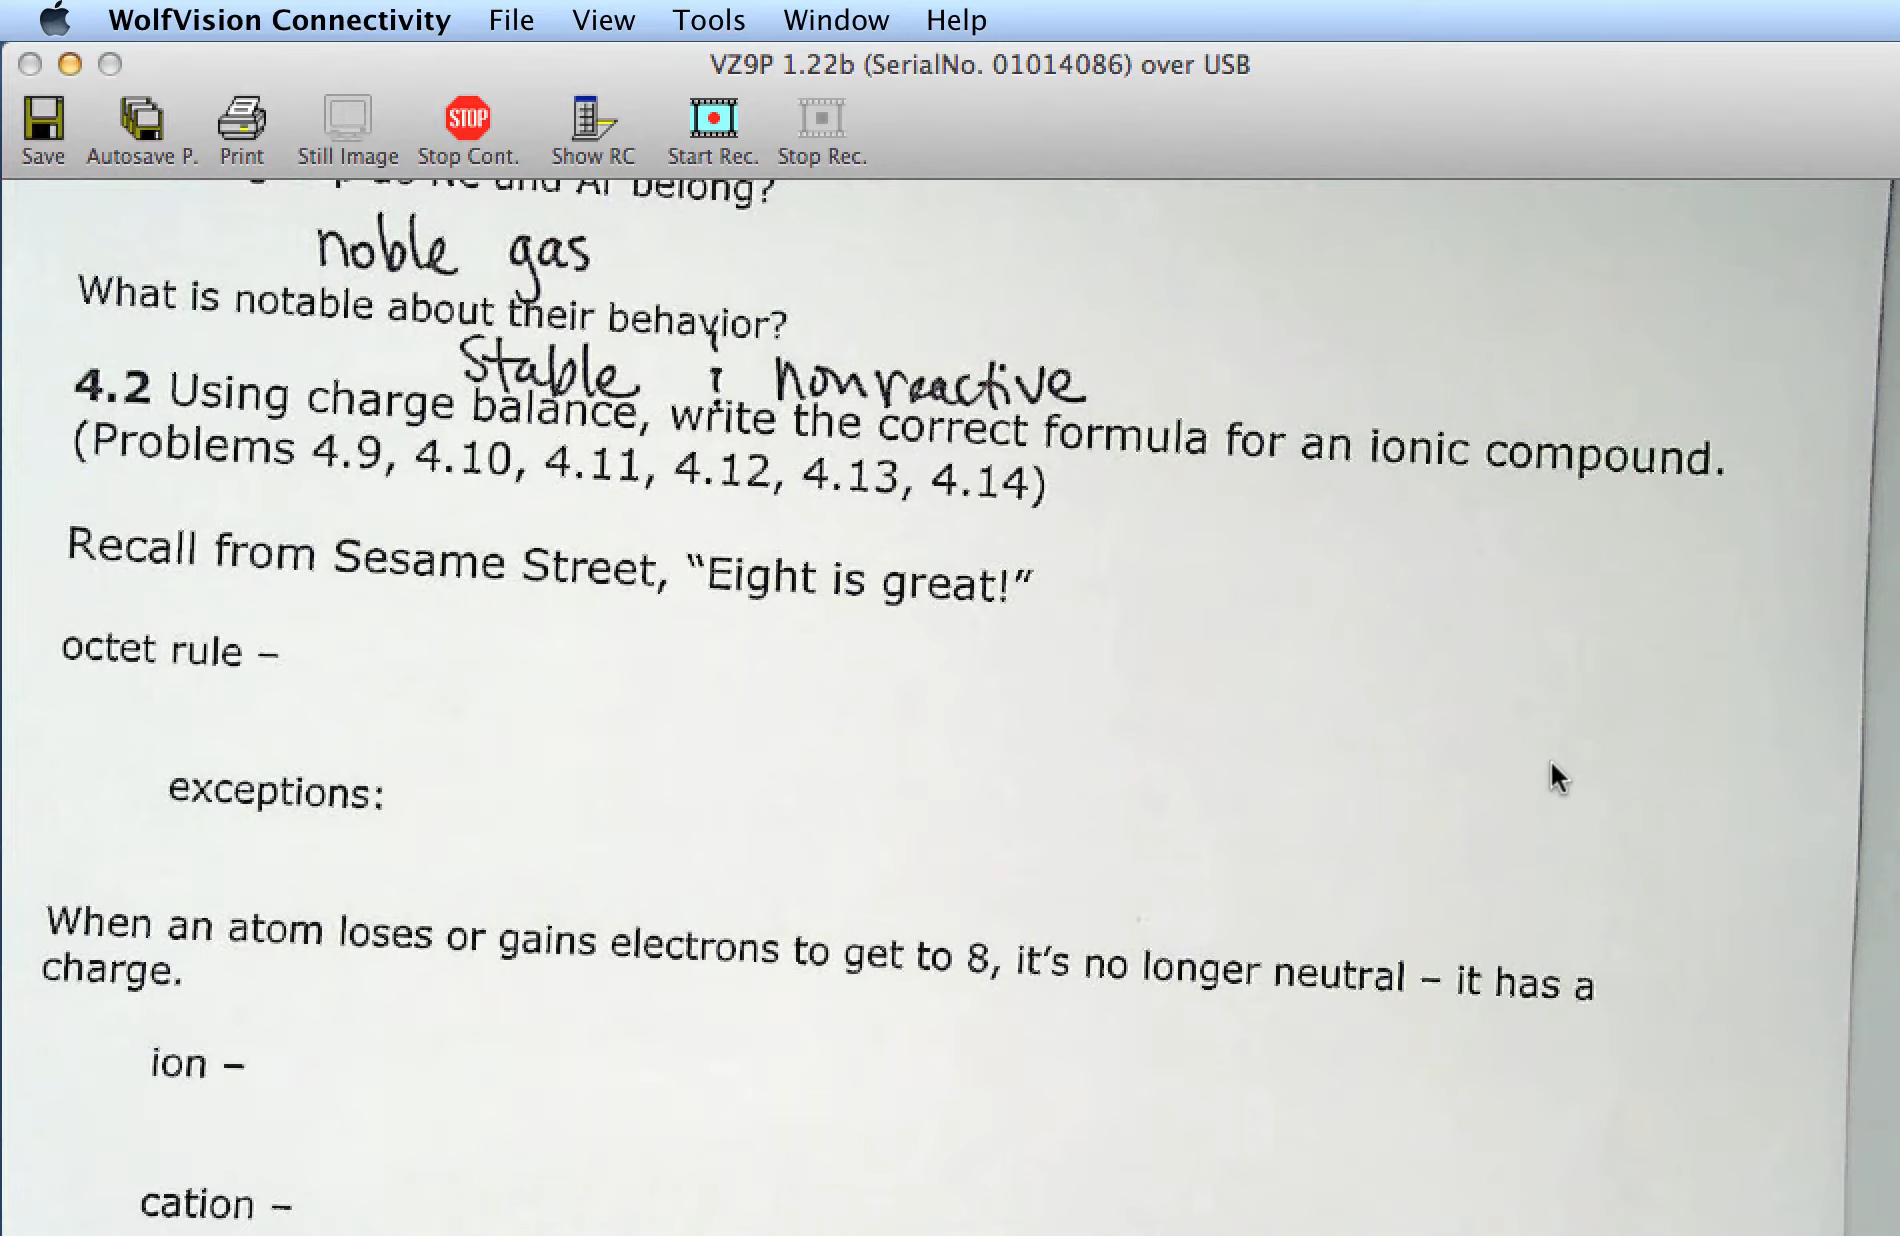 WolfVision Connectivity File View Tools Window Help
VZ9P 1.22b (SerialNo. 01014086) over USB
Save Autosave P. Print Still Image STOP Stop Cont. Show RC Start Rec. Stop Rec.
and Ar belong?
noble gas
What is notable about their behavior?
Stable & nonreactive
4.2 Using charge balance, write the correct formula for an ionic compound.
(Problems 4.9, 4.10, 4.11, 4.12, 4.13, 4.14)
Recall from Sesame Street, “Eight is great!”
octet rule –
exceptions:
When an atom loses or gains electrons to get to 8, it’s no longer neutral – it has a
charge.
ion –
cation –